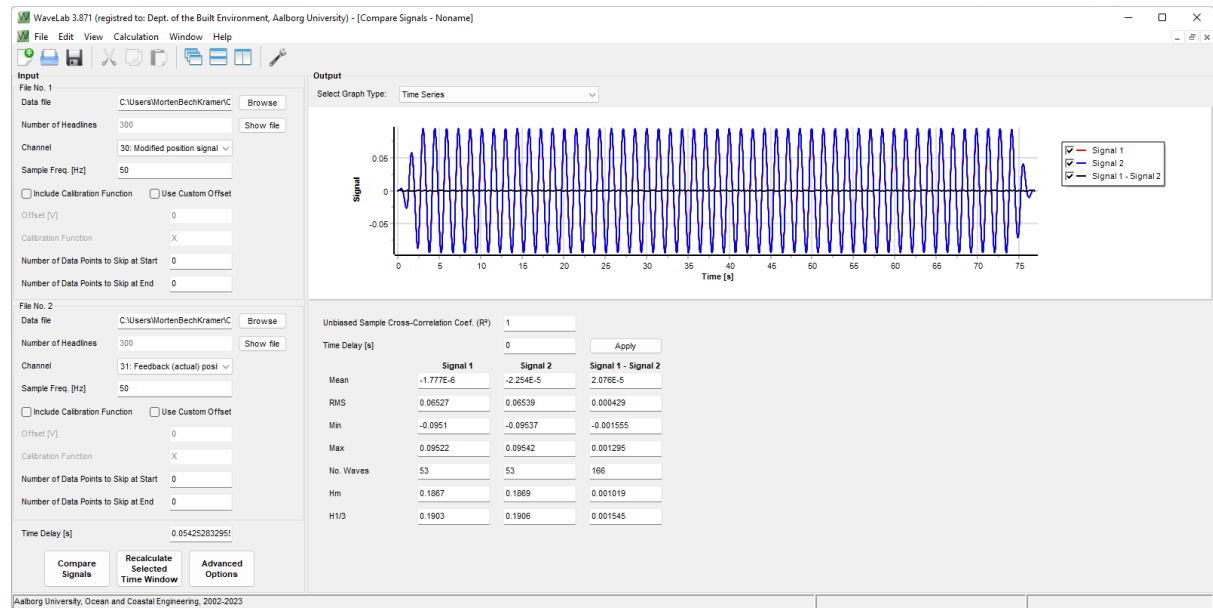 WaveLab 3.871 (registred to: Dept. of the Built Environment, Aalborg University) - [Compare Signals - Noname]
File Edit View Calculation Window Help
Input
File No. 1
Data file C:\Users\MortenBechKramer\C Browse
Number of Headlines 300 Show file
Channel 30: Modified position signal
Sample Freq. [Hz] 50
Include Calibration Function Use Custom Offset
Offset [V] 0
Calibration Function X
Number of Data Points to Skip at Start 0
Number of Data Points to Skip at End 0
File No. 2
Data file C:\Users\MortenBechKramer\C Browse
Number of Headlines 300 Show file
Channel 31: Feedback (actual) posi
Sample Freq. [Hz] 50
Include Calibration Function Use Custom Offset
Offset [V] 0
Calibration Function X
Number of Data Points to Skip at Start 0
Number of Data Points to Skip at End 0
Time Delay [s] 0.054252832955
Compare Signals
Recalculate Selected Time Window
Advanced Options
Output
Select Graph Type: Time Series
Signal
0.05
0
-0.05
0 5 10 15 20 25 30 35 40 45 50 55 60 65 70 75
Time [s]
Signal 1
Signal 2
Signal 1 - Signal 2
Unbiased Sample Cross-Correlation Coef. (R²) 1
Time Delay [s] 0 Apply
Signal 1 Signal 2 Signal 1 - Signal 2
Mean -1.777E-6 -2.254E-5 2.076E-5
RMS 0.06527 0.06539 0.000429
Min -0.0951 -0.09537 -0.001555
Max 0.09522 0.09542 0.001295
No. Waves 53 53 166
Hm 0.1867 0.1869 0.001019
H1/3 0.1903 0.1906 0.001545
Aalborg University, Ocean and Coastal Engineering, 2002-2023